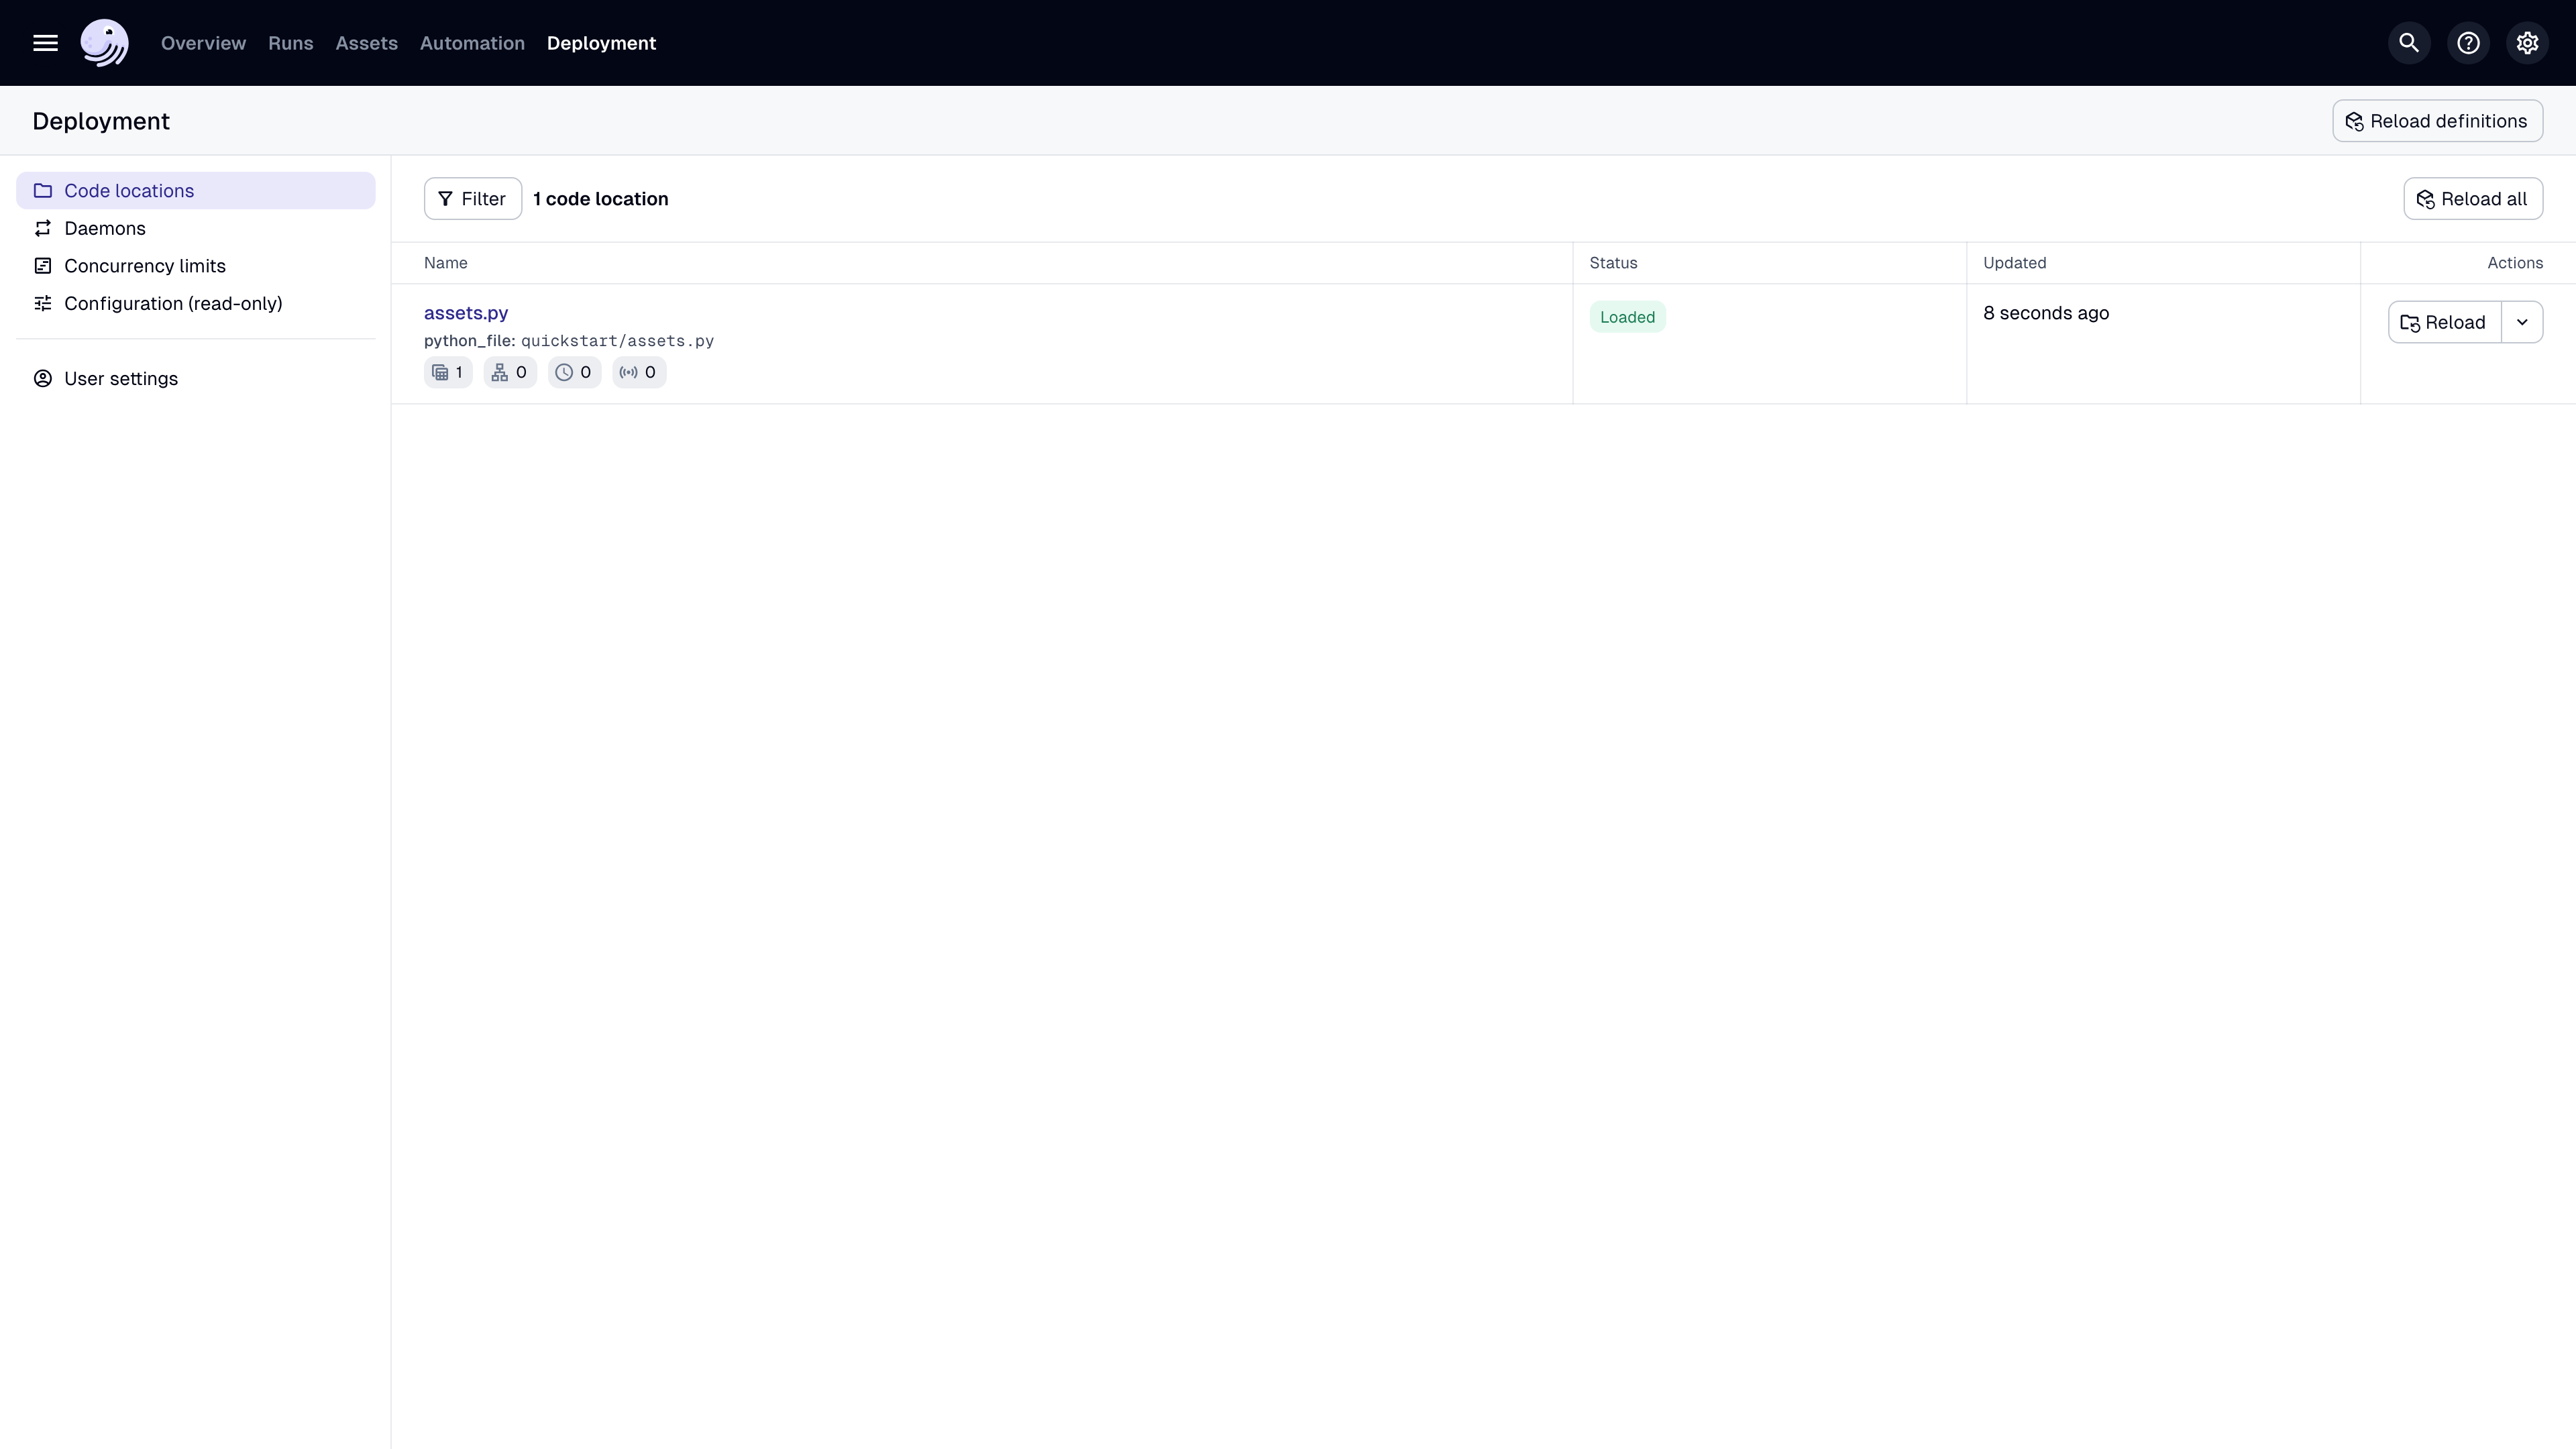 Overview Runs Assets Automation Deployment
Deployment
Reload definitions
Code locations
Daemons
Concurrency limits
Configuration (read-only)
User settings
Filter
1 code location
Reload all
Name Status Updated Actions
assets.py
python_file: quickstart/assets.py
1 0 0 0
Loaded
8 seconds ago
Reload